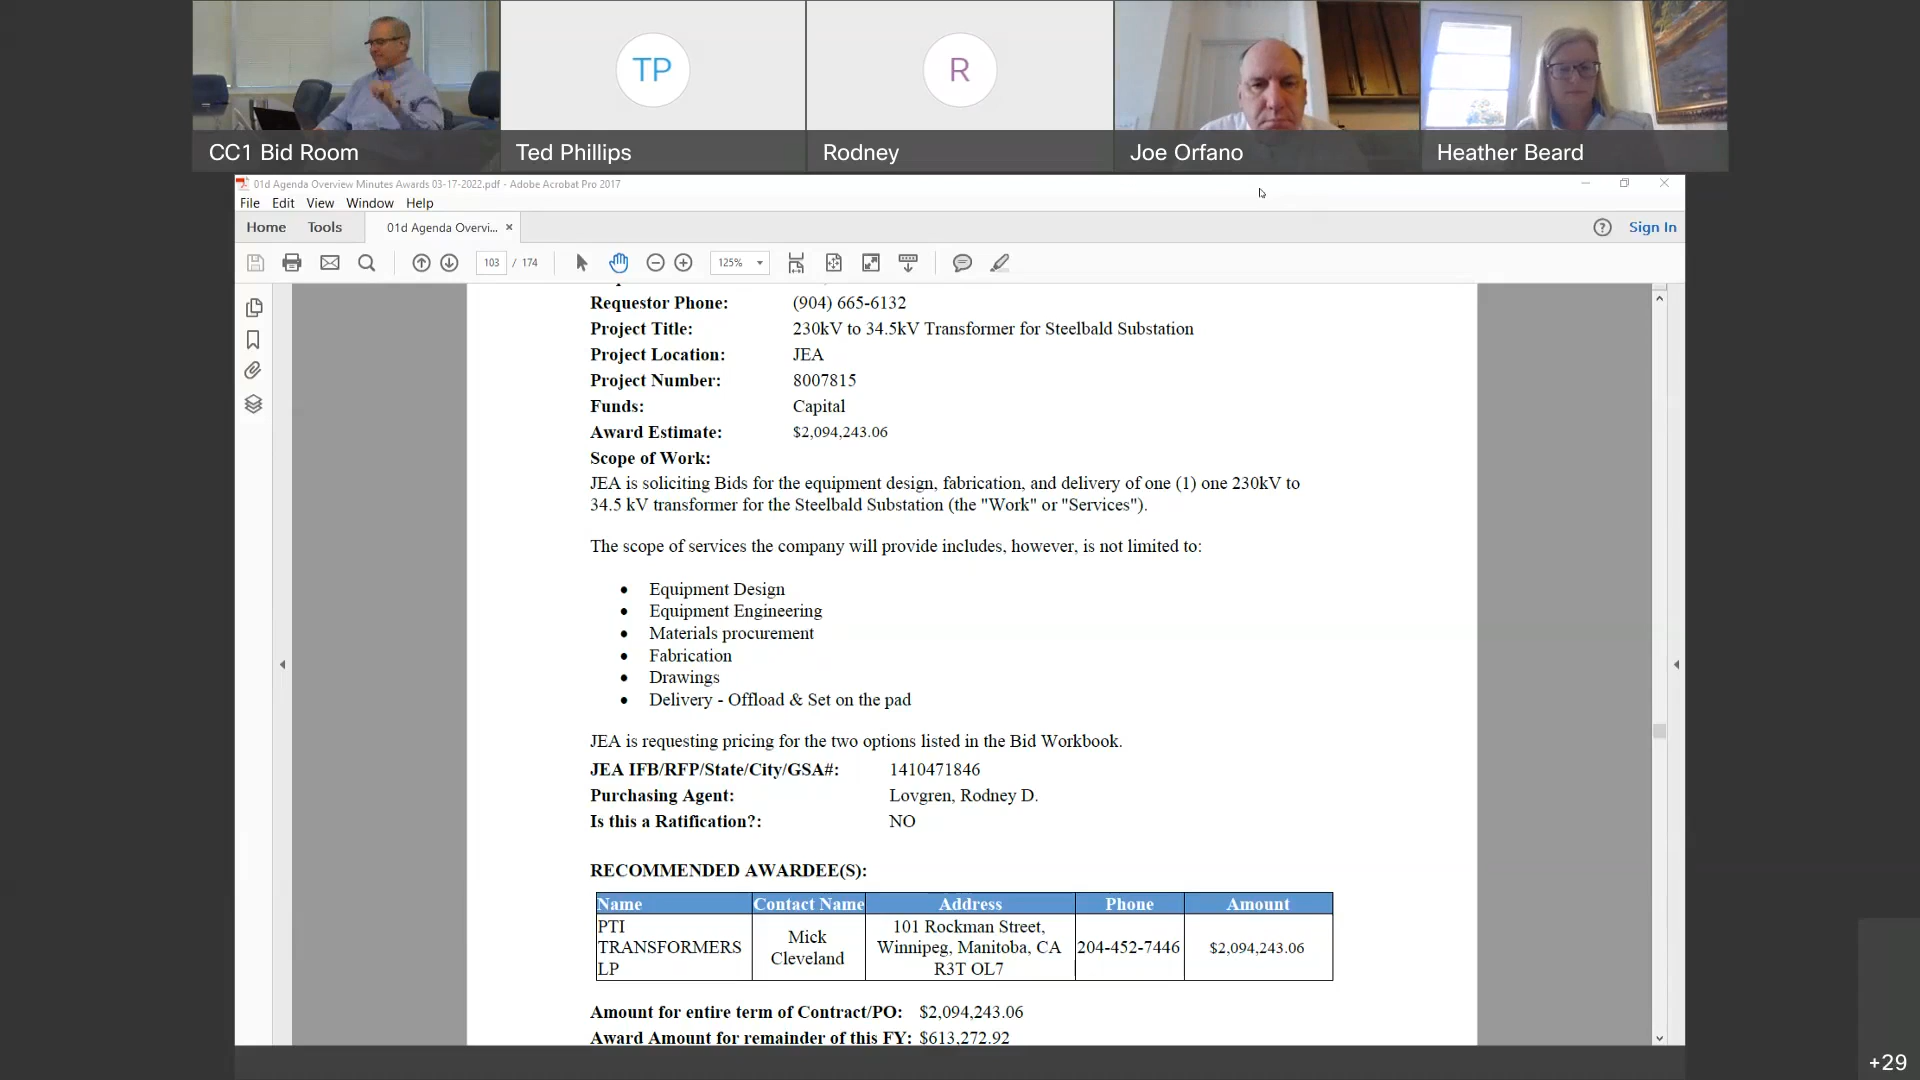 TP
R
CC1 Bid Room
Ted Phillips
Rodney
Joe Orfano
Heather Beard
01d Agenda Overview Minutes Awards 03-17-2022.pdf - Adobe Acrobat Pro 2017
File Edit View Window Help
Home Tools 01d Agenda Overvi... × ? Sign In
103 / 174 125%
Requestor Phone: (904) 665-6132
Project Title: 230kV to 34.5kV Transformer for Steelbald Substation
Project Location: JEA
Project Number: 8007815
Funds: Capital
Award Estimate: $2,094,243.06
Scope of Work:
JEA is soliciting Bids for the equipment design, fabrication, and delivery of one (1) one 230kV to
34.5 kV transformer for the Steelbald Substation (the "Work" or "Services").
The scope of services the company will provide includes, however, is not limited to:
• Equipment Design
• Equipment Engineering
• Materials procurement
• Fabrication
• Drawings
• Delivery - Offload & Set on the pad
JEA is requesting pricing for the two options listed in the Bid Workbook.
JEA IFB/RFP/State/City/GSA#: 1410471846
Purchasing Agent: Lovgren, Rodney D.
Is this a Ratification?: NO
RECOMMENDED AWARDEE(S):
Name Contact Name Address Phone Amount
PTI
TRANSFORMERS
LP
Mick
Cleveland
101 Rockman Street,
Winnipeg, Manitoba, CA
R3T OL7
204-452-7446
$2,094,243.06
Amount for entire term of Contract/PO: $2,094,243.06
Award Amount for remainder of this FY: $613,272.92
+29